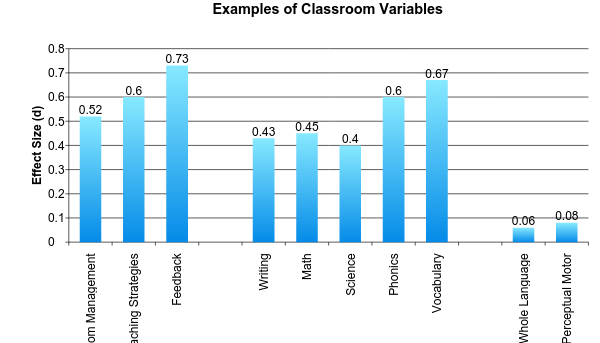 Examples of Classroom Variables
Effect Size (d)
0.8
0.7
0.6
0.5
0.4
0.3
0.2
0.1
0
0.52
0.6
0.73
0.43
0.45
0.4
0.6
0.67
0.06
0.08
om Management
aching Strategies
Feedback
Writing
Math
Science
Phonics
Vocabulary
Whole Language
Perceptual Motor